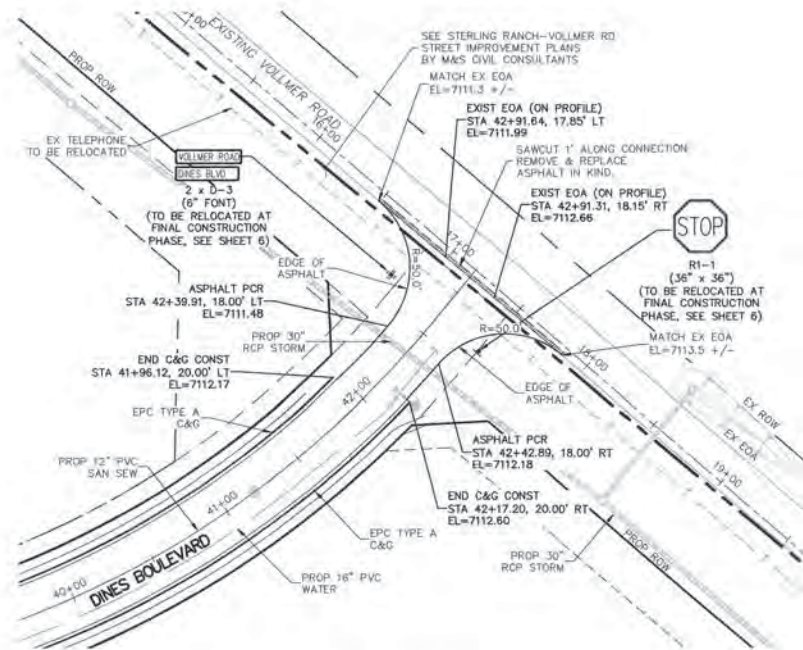 16+00
EXISTING VOLLMER ROAD
SEE STERLING RANCH-VOLLMER RD
STREET IMPROVEMENT PLANS
BY M&S CIVIL CONSULTANTS
PROP ROW
MATCH EX EOA
EL=7111.3 +/-
EXIST EOA (ON PROFILE)
STA 42+91.64, 17.85' LT
EL=7111.99
EX TELEPHONE
TO BE RELOCATED
SAWCUT 1' ALONG CONNECTION
REMOVE & REPLACE
ASPHALT IN KIND.
VOLLMER ROAD
DINES BLVD
2 x D-3
(6" FONT)
(TO BE RELOCATED AT
FINAL CONSTRUCTION
PHASE, SEE SHEET 6)
EXIST EOA (ON PROFILE)
STA 42+91.31, 18.15' RT
EL=7112.66
17+00
STOP
R1-1
(36" x 36")
(TO BE RELOCATED AT
FINAL CONSTRUCTION
PHASE, SEE SHEET 6)
R=50.0'
EDGE OF
ASPHALT
ASPHALT PCR
STA 42+39.91, 18.00' LT
EL=7111.48
R=50.0'
MATCH EX EOA
EL=7113.5 +/-
18+00
PROP 30"
RCP STORM
END C&G CONST
STA 41+96.12, 20.00' LT
EL=7112.17
EDGE OF
ASPHALT
42+00
EX ROW
EX EOA
EPC TYPE A
C&G
ASPHALT PCR
STA 42+42.89, 18.00' RT
EL=7112.18
19+00
PROP 12" PVC
SAN SEW
41+00
END C&G CONST
STA 42+17.20, 20.00' RT
EL=7112.60
EPC TYPE A
C&G
PROP ROW
DINES BOULEVARD
PROP 30"
RCP STORM
PROP 16" PVC
WATER
40+00